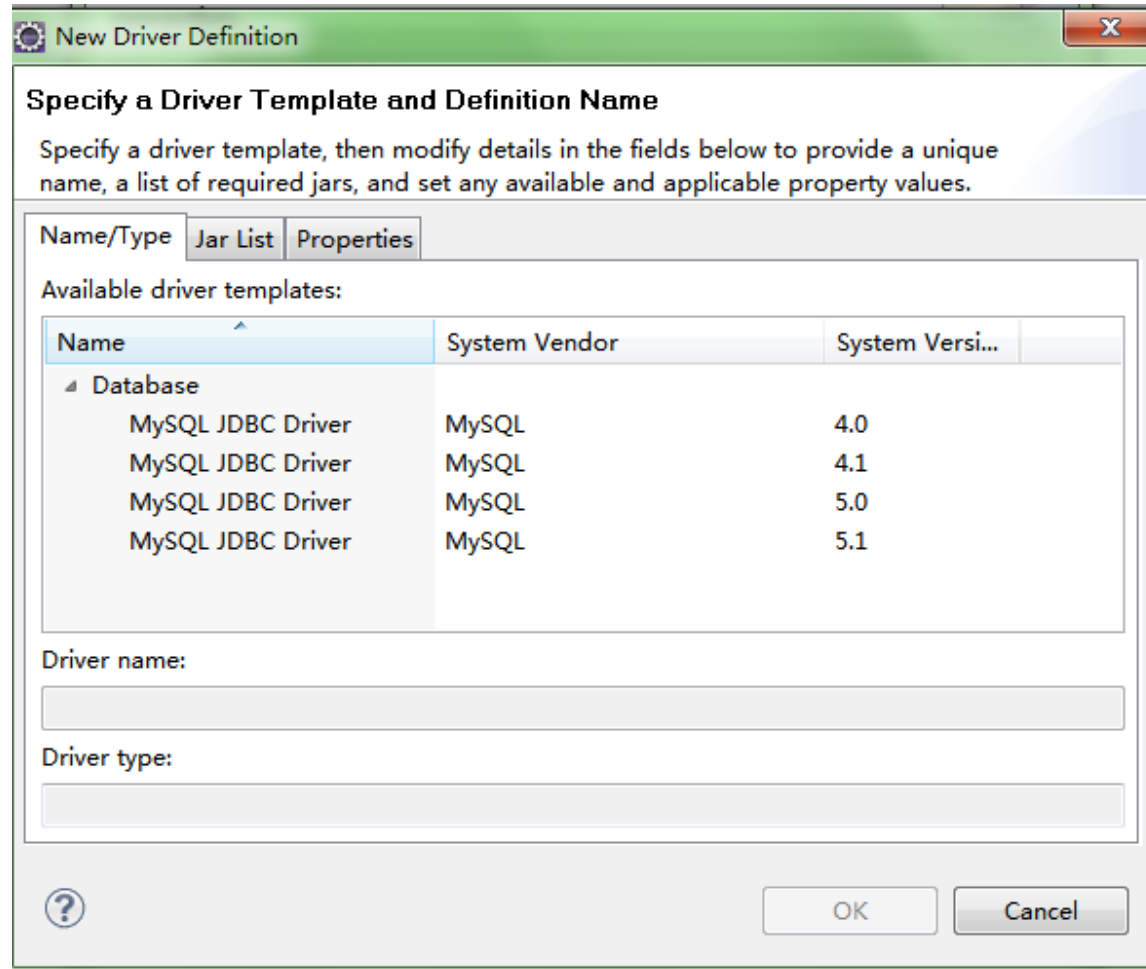 New Driver Definition
Specify a Driver Template and Definition Name
Specify a driver template, then modify details in the fields below to provide a unique
name, a list of required jars, and set any available and applicable property values.
Name/Type Jar List Properties
Available driver templates:
Name System Vendor System Versi...
Database
MySQL JDBC Driver MySQL 4.0
MySQL JDBC Driver MySQL 4.1
MySQL JDBC Driver MySQL 5.0
MySQL JDBC Driver MySQL 5.1
Driver name:
Driver type:
? OK Cancel